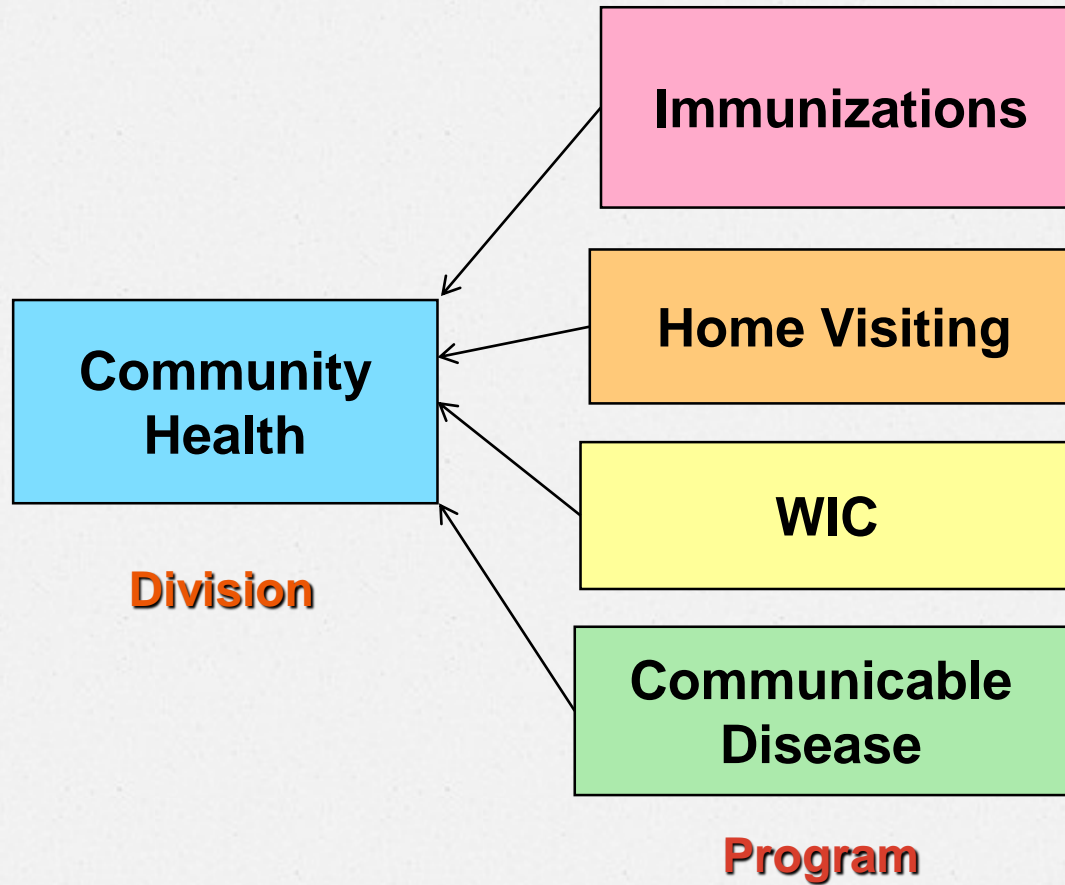 Immunizations
Home Visiting
Community
Health
WIC
Division
Communicable
Disease
Program